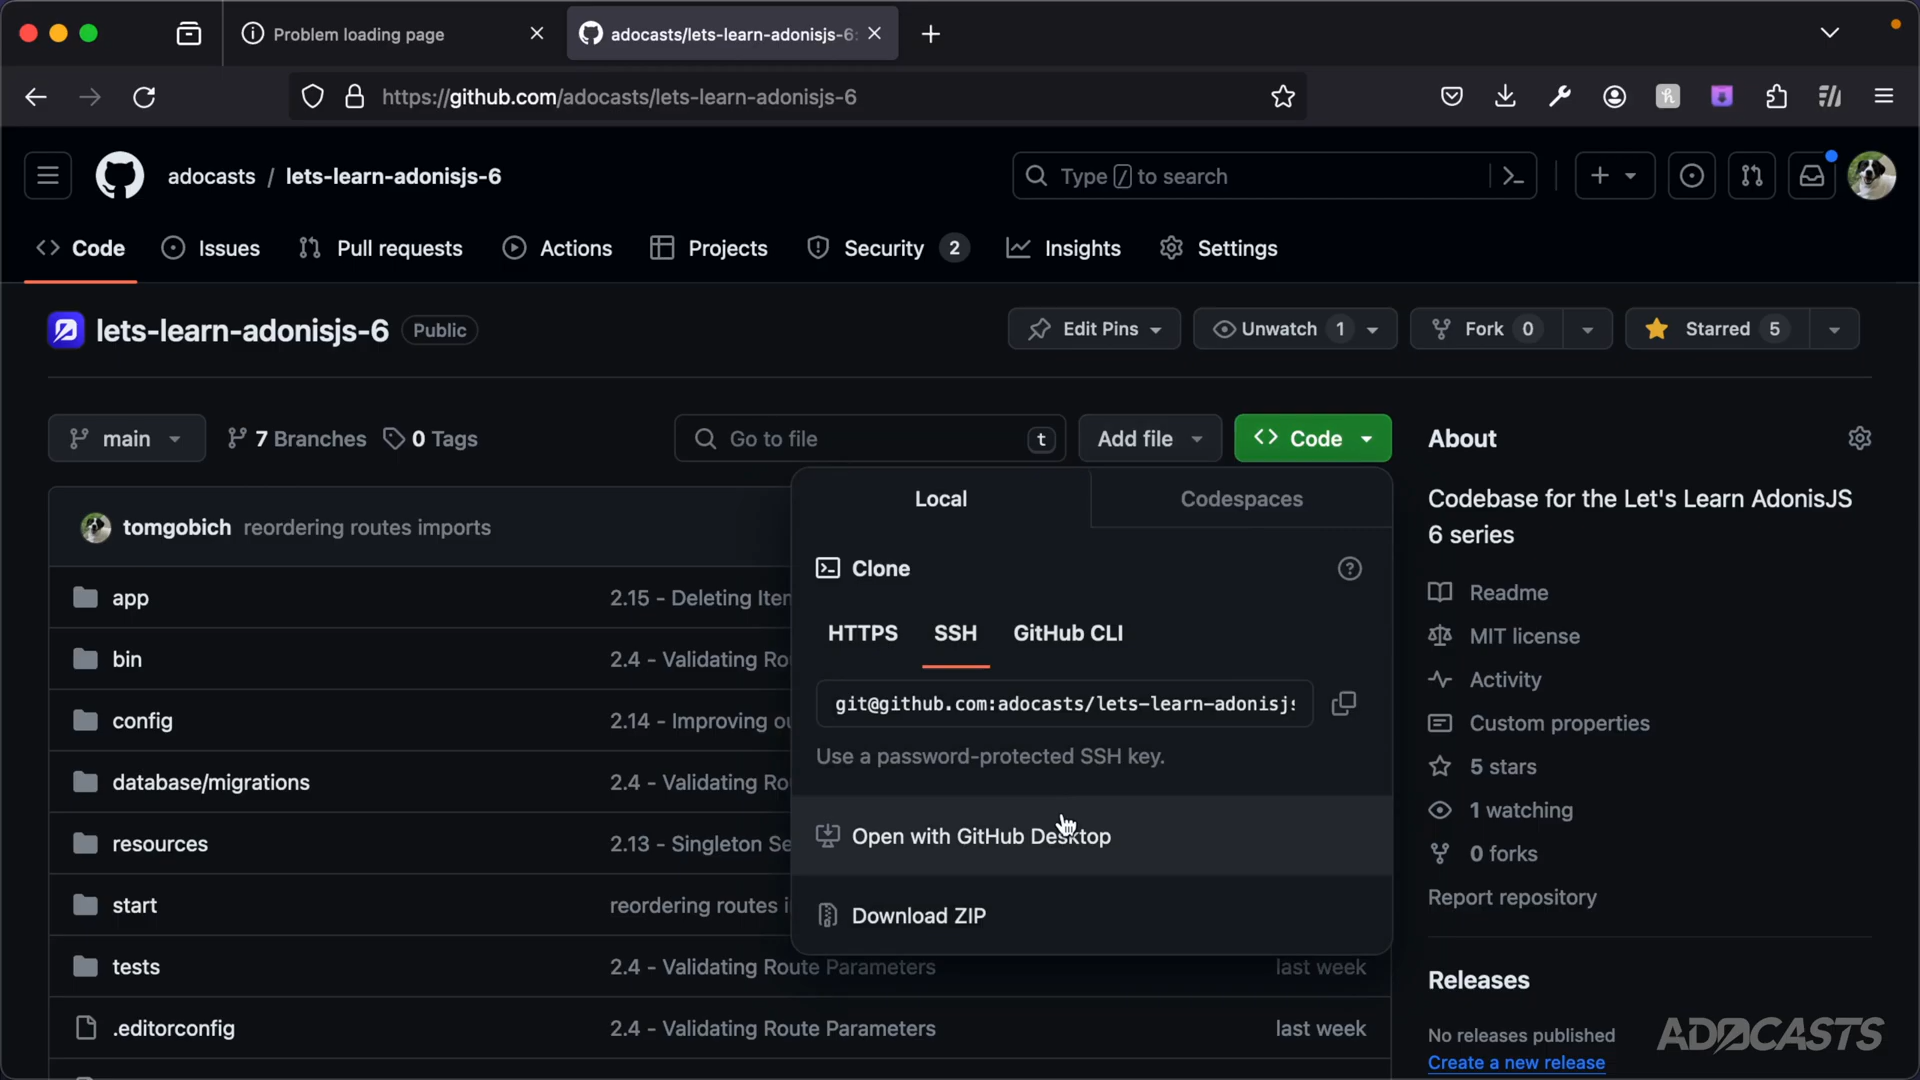 Problem loading page
adocasts/lets-learn-adonisjs-6:
https://github.com/adocasts/lets-learn-adonisjs-6
adocasts / lets-learn-adonisjs-6
Type / to search
Code
Issues
Pull requests
Actions
Projects
Security 2
Insights
Settings
lets-learn-adonisjs-6 Public
Edit Pins
Unwatch 1
Fork 0
Starred 5
main
7 Branches
0 Tags
Go to file t
Add file
Code
Local
Codespaces
Clone
HTTPS
SSH
GitHub CLI
git@github.com:adocasts/lets-learn-adonisj
Use a password-protected SSH key.
Open with GitHub Desktop
Download ZIP
tomgobich reordering routes imports
app 2.15 - Deleting Iter
bin 2.4 - Validating Ro
config 2.14 - Improving ou
database/migrations 2.4 - Validating Ro
resources 2.13 - Singleton Se
start reordering routes i
tests 2.4 - Validating Route Parameters last week
.editorconfig 2.4 - Validating Route Parameters last week
About
Codebase for the Let's Learn AdonisJS
6 series
Readme
MIT license
Activity
Custom properties
5 stars
1 watching
0 forks
Report repository
Releases
No releases published
Create a new release
ADOCASTS